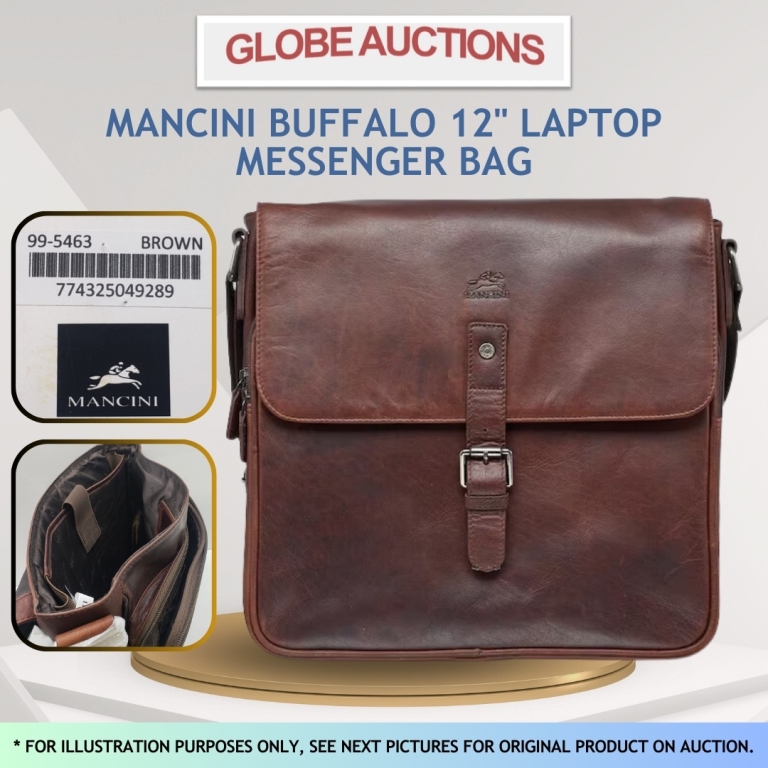 GLOBE AUCTIONS
MANCINI BUFFALO 12" LAPTOP
MESSENGER BAG
99-5463 BROWN
774325049289
MANCINI
MANCINI
* FOR ILLUSTRATION PURPOSES ONLY, SEE NEXT PICTURES FOR ORIGINAL PRODUCT ON AUCTION.